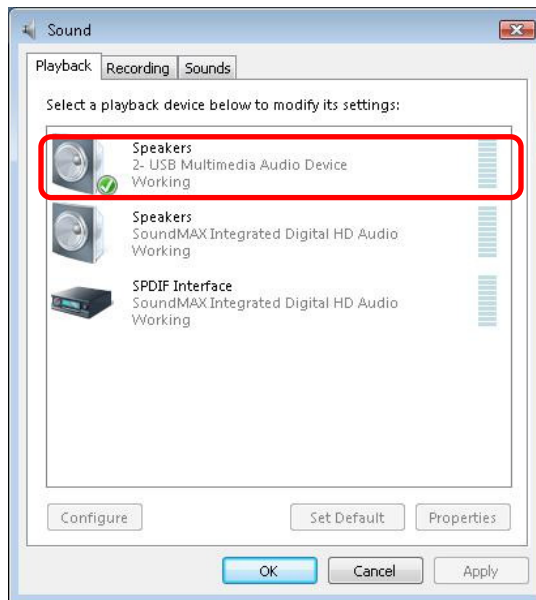 Sound
Playback Recording Sounds
Select a playback device below to modify its settings:
Speakers
2- USB Multimedia Audio Device
Working
Speakers
SoundMAX Integrated Digital HD Audio
Working
SPDIF Interface
SoundMAX Integrated Digital HD Audio
Working
Configure Set Default Properties
OK Cancel Apply